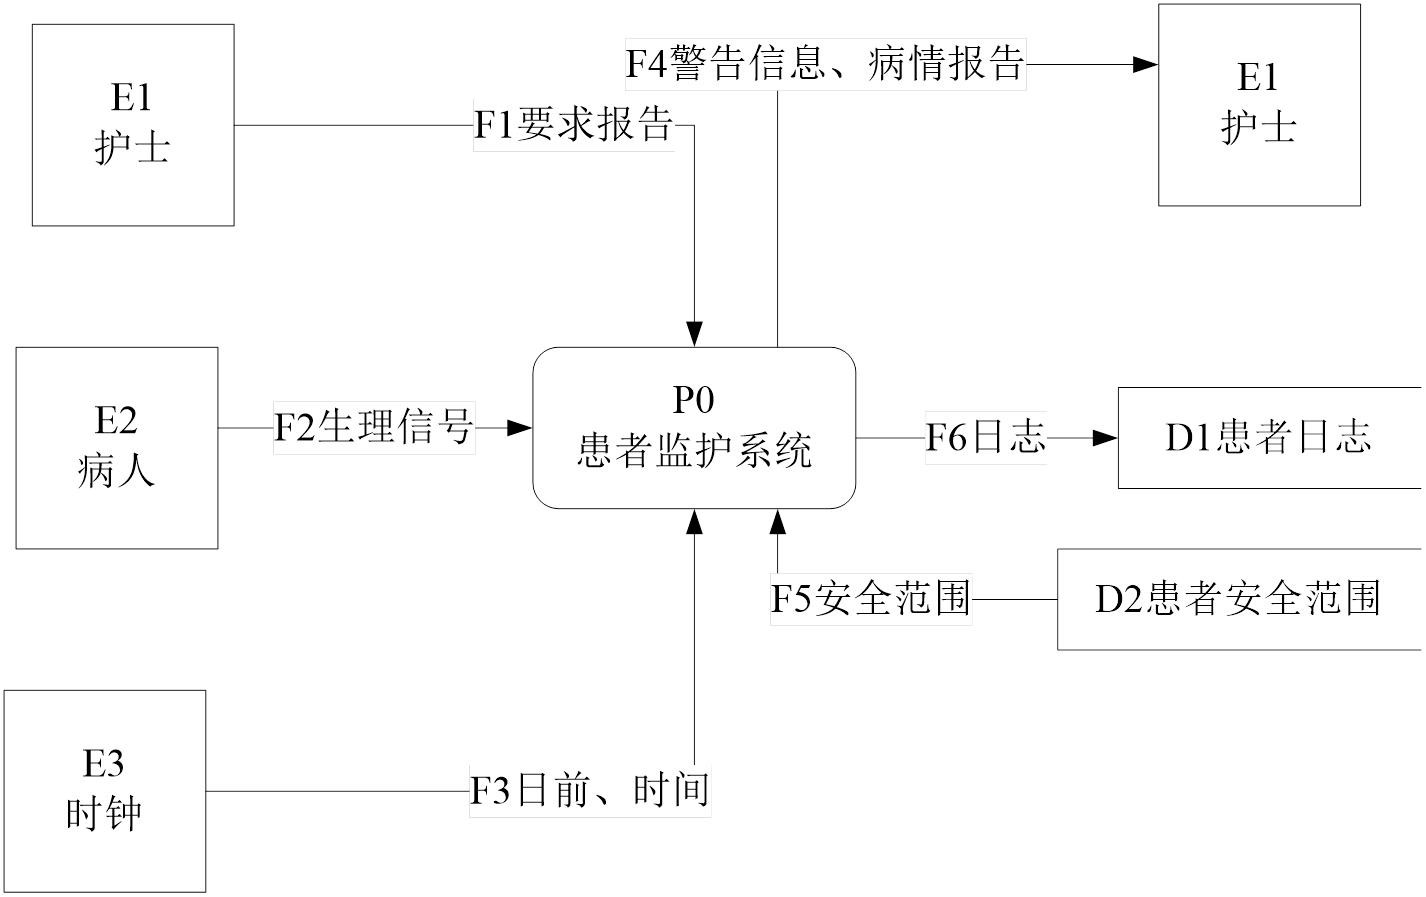 E1
护士
F1要求报告
F4警告信息、病情报告
E1
护士
E2
病人
F2生理信号
P0
患者监护系统
F6日志
D1患者日志
F5安全范围
D2患者安全范围
E3
时钟
F3日前、时间